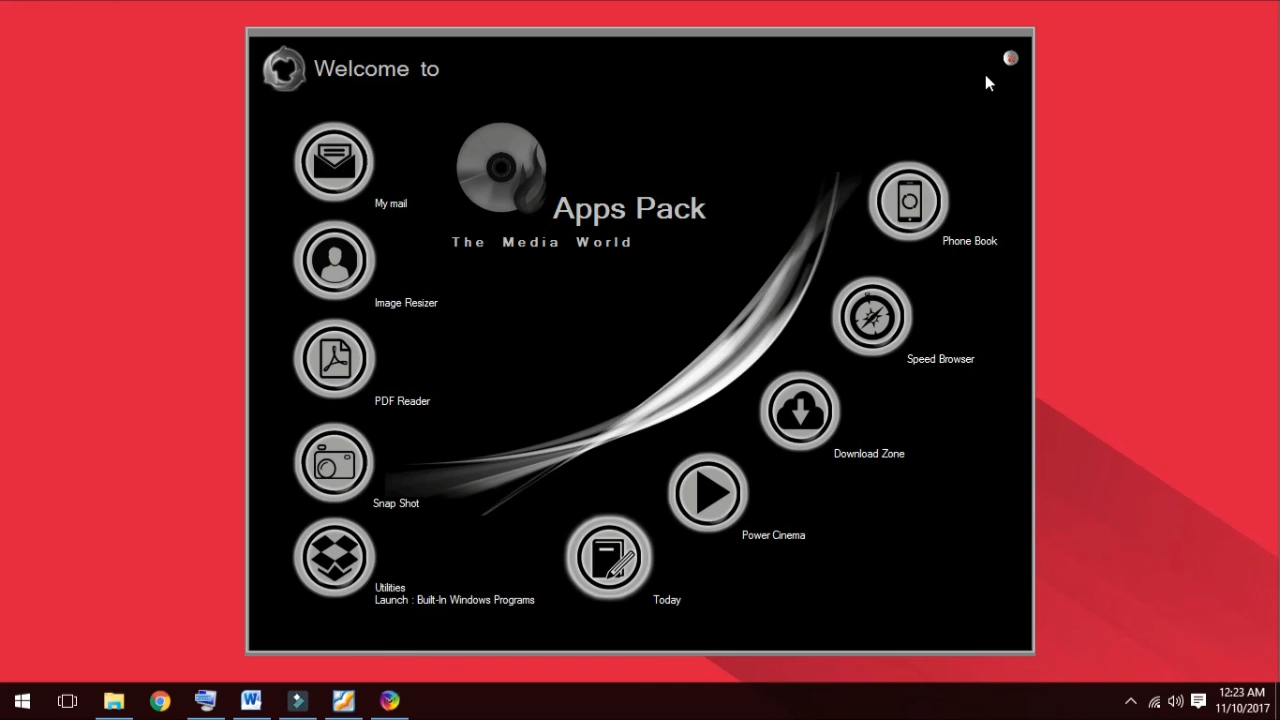 Welcome to
My mail
Apps Pack
The Media World
Phone Book
Image Resizer
Speed Browser
PDF Reader
Download Zone
Snap Shot
Power Cinema
Utilities
Launch : Built-In Windows Programs
Today
12:23 AM
11/10/2017